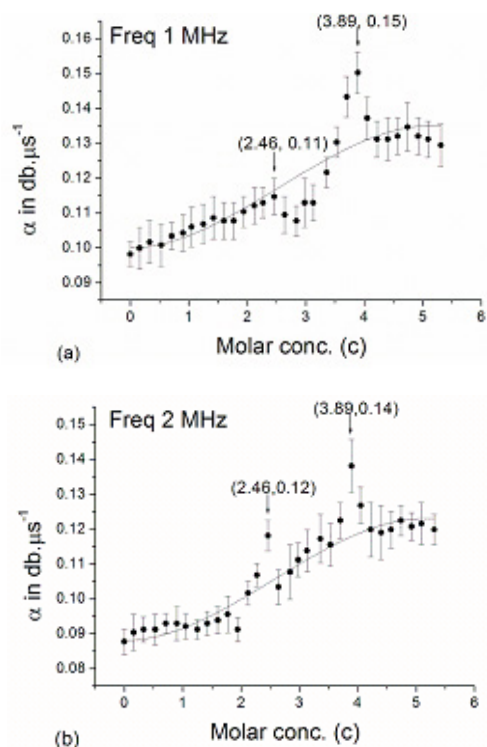 Freq 1 MHz
(3.89, 0.15)
(2.46, 0.11)
α in db.μs⁻¹
0.16
0.15
0.14
0.13
0.12
0.11
0.10
0.09
0 1 2 3 4 5 6
Molar conc. (c)
(a)
Freq 2 MHz
(3.89,0.14)
(2.46,0.12)
α in db.μs⁻¹
0.15
0.14
0.13
0.12
0.11
0.10
0.09
0.08
0 1 2 3 4 5 6
Molar conc. (c)
(b)